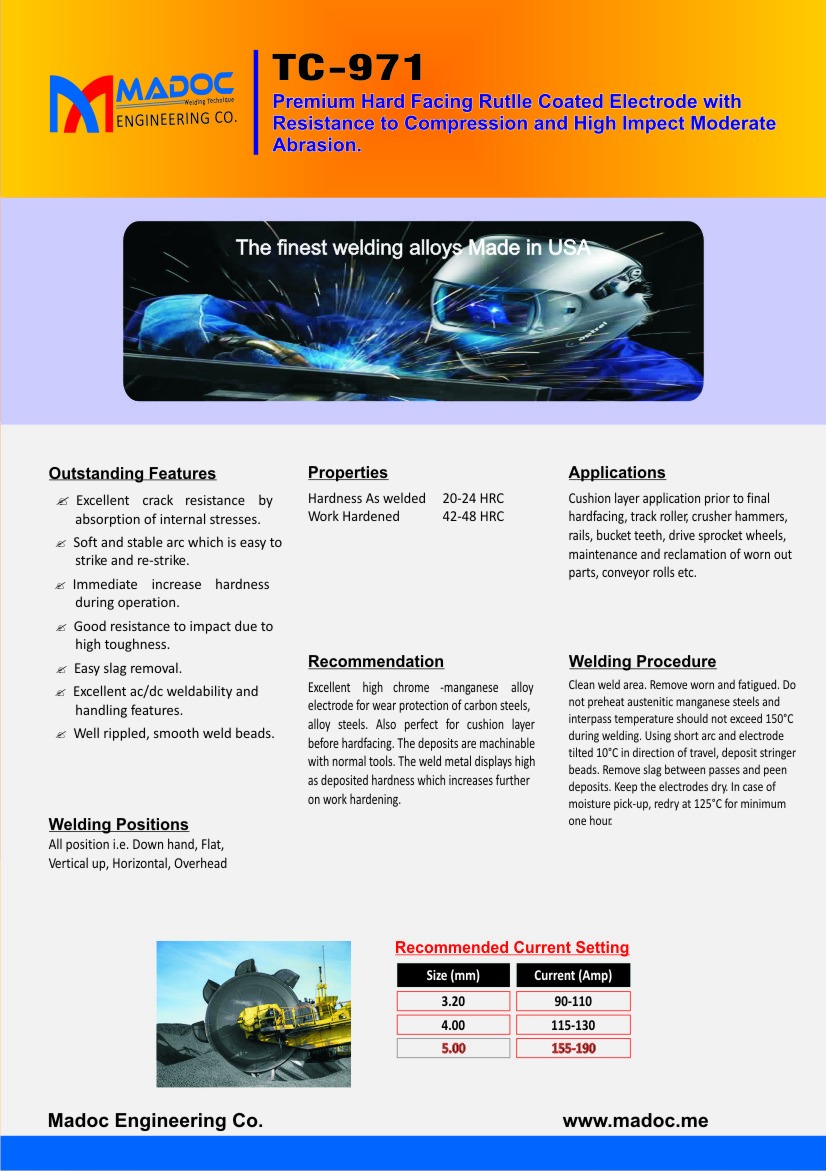 MADOC
Welding Technique
ENGINEERING CO.
TC-971
Premium Hard Facing Rutlle Coated Electrode with
Resistance to Compression and High Impect Moderate
Abrasion.
The finest welding alloys Made in USA
optrel
Outstanding Features
Excellent crack resistance by
absorption of internal stresses.
Soft and stable arc which is easy to
strike and re-strike.
Immediate increase hardness
during operation.
Good resistance to impact due to
high toughness.
Easy slag removal.
Excellent ac/dc weldability and
handling features.
Well rippled, smooth weld beads.
Welding Positions
All position i.e. Down hand, Flat,
Vertical up, Horizontal, Overhead
Properties
Hardness As welded 20-24 HRC
Work Hardened 42-48 HRC
Recommendation
Excellent high chrome -manganese alloy
electrode for wear protection of carbon steels,
alloy steels. Also perfect for cushion layer
before hardfacing. The deposits are machinable
with normal tools. The weld metal displays high
as deposited hardness which increases further
on work hardening.
Applications
Cushion layer application prior to final
hardfacing, track roller, crusher hammers,
rails, bucket teeth, drive sprocket wheels,
maintenance and reclamation of worn out
parts, conveyor rolls etc.
Welding Procedure
Clean weld area. Remove worn and fatigued. Do
not preheat austenitic manganese steels and
interpass temperature should not exceed 150°C
during welding. Using short arc and electrode
tilted 10°C in direction of travel, deposit stringer
beads. Remove slag between passes and peen
deposits. Keep the electrodes dry. In case of
moisture pick-up, redry at 125°C for minimum
one hour.
Recommended Current Setting
Size (mm) Current (Amp)
3.20 90-110
4.00 115-130
5.00 155-190
Madoc Engineering Co. www.madoc.me